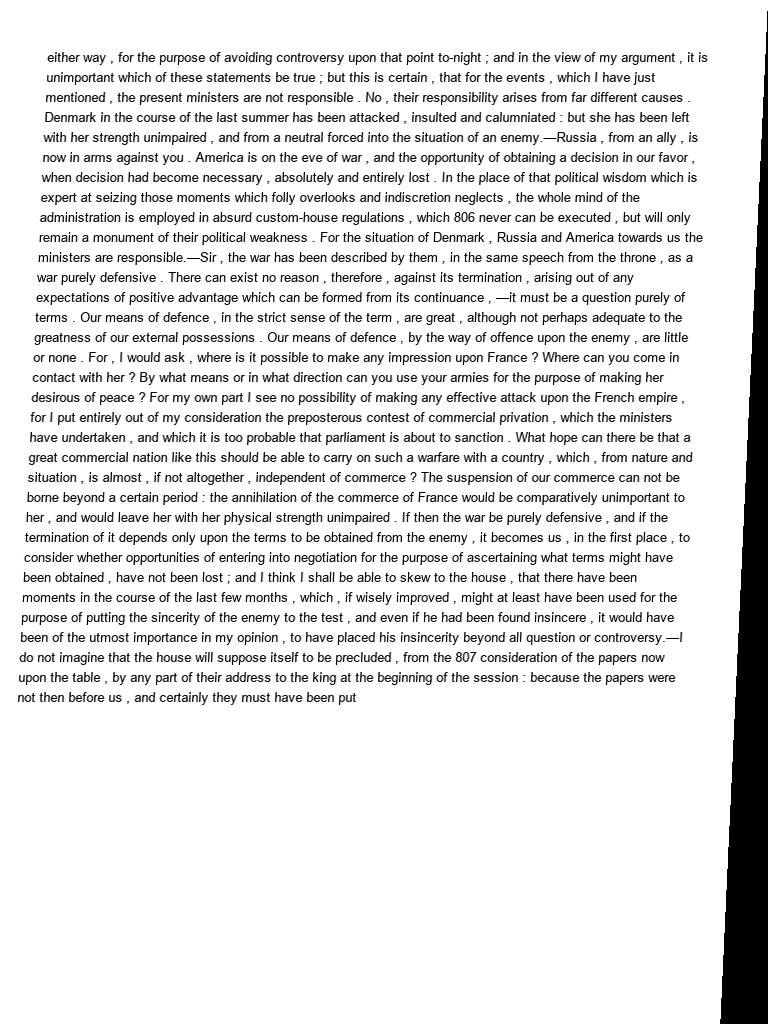 either way , for the purpose of avoiding controversy upon that point to-night ; and in the view of my argument , it is
unimportant which of these statements be true ; but this is certain , that for the events , which I have just
mentioned , the present ministers are not responsible . No , their responsibility arises from far different causes .
Denmark in the course of the last summer has been attacked , insulted and calumniated : but she has been left
with her strength unimpaired , and from a neutral forced into the situation of an enemy.—Russia , from an ally , is
now in arms against you . America is on the eve of war , and the opportunity of obtaining a decision in our favor ,
when decision had become necessary , absolutely and entirely lost . In the place of that political wisdom which is
expert at seizing those moments which folly overlooks and indiscretion neglects , the whole mind of the
administration is employed in absurd custom-house regulations , which 806 never can be executed , but will only
remain a monument of their political weakness . For the situation of Denmark , Russia and America towards us the
ministers are responsible.—Sir , the war has been described by them , in the same speech from the throne , as a
war purely defensive . There can exist no reason , therefore , against its termination , arising out of any
expectations of positive advantage which can be formed from its continuance , —it must be a question purely of
terms . Our means of defence , in the strict sense of the term , are great , although not perhaps adequate to the
greatness of our external possessions . Our means of defence , by the way of offence upon the enemy , are little
or none . For , I would ask , where is it possible to make any impression upon France ? Where can you come in
contact with her ? By what means or in what direction can you use your armies for the purpose of making her
desirous of peace ? For my own part I see no possibility of making any effective attack upon the French empire ,
for I put entirely out of my consideration the preposterous contest of commercial privation , which the ministers
have undertaken , and which it is too probable that parliament is about to sanction . What hope can there be that a
great commercial nation like this should be able to carry on such a warfare with a country , which , from nature and
situation , is almost , if not altogether , independent of commerce ? The suspension of our commerce can not be
borne beyond a certain period : the annihilation of the commerce of France would be comparatively unimportant to
her , and would leave her with her physical strength unimpaired . If then the war be purely defensive , and if the
termination of it depends only upon the terms to be obtained from the enemy , it becomes us , in the first place , to
consider whether opportunities of entering into negotiation for the purpose of ascertaining what terms might have
been obtained , have not been lost ; and I think I shall be able to skew to the house , that there have been
moments in the course of the last few months , which , if wisely improved , might at least have been used for the
purpose of putting the sincerity of the enemy to the test , and even if he had been found insincere , it would have
been of the utmost importance in my opinion , to have placed his insincerity beyond all question or controversy.—I
do not imagine that the house will suppose itself to be precluded , from the 807 consideration of the papers now
upon the table , by any part of their address to the king at the beginning of the session : because the papers were
not then before us , and certainly they must have been put